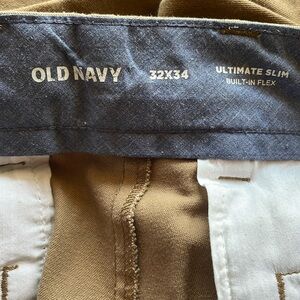 OLD NAVY 32X34 ULTIMATE SLIM
BUILT-IN FLEX